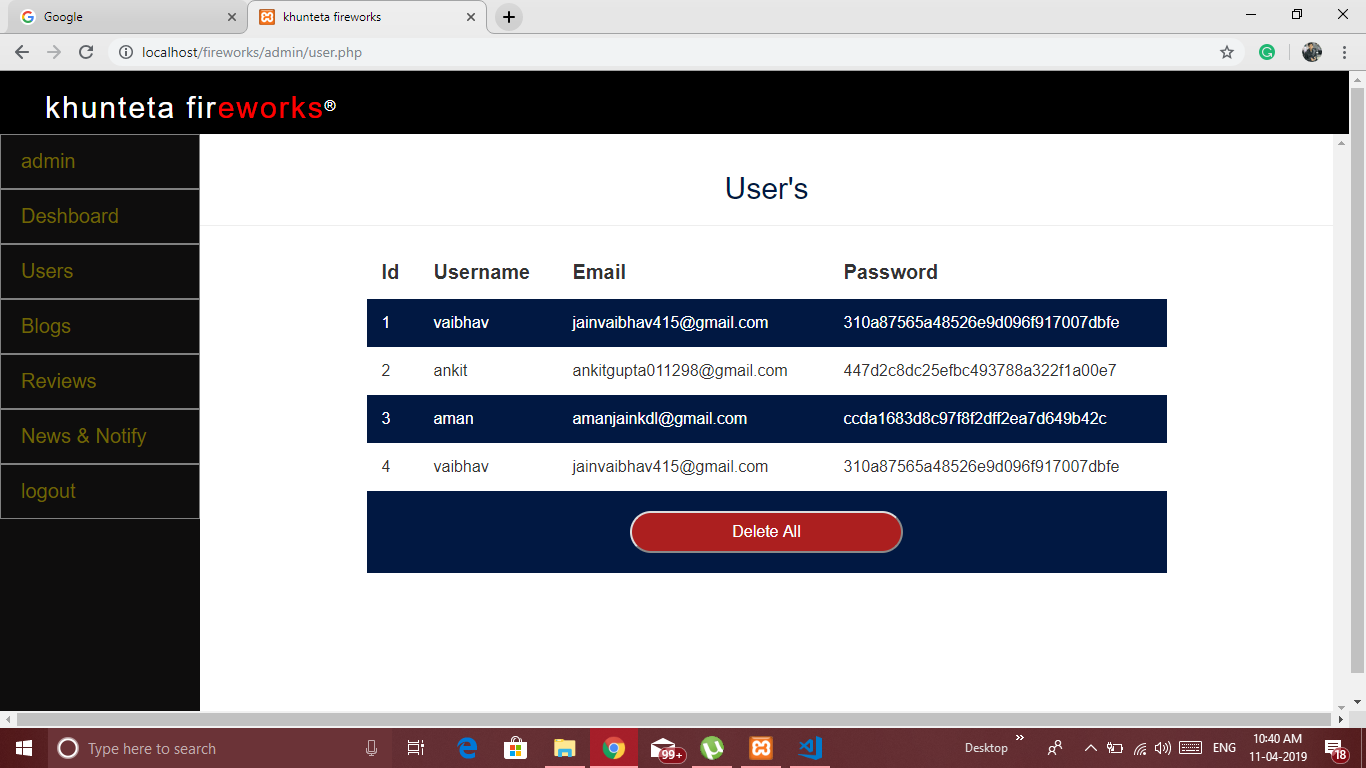 Google
khunteta fireworks
localhost/fireworks/admin/user.php
khunteta fireworks®
admin
Deshboard
Users
Blogs
Reviews
News & Notify
logout
User's
Id Username Email Password
1 vaibhav jainvaibhav415@gmail.com 310a87565a48526e9d096f917007dbfe
2 ankit ankitgupta011298@gmail.com 447d2c8dc25efbc493788a322f1a00e7
3 aman amanjainkdl@gmail.com ccda1683d8c97f8f2dff2ea7d649b42c
4 vaibhav jainvaibhav415@gmail.com 310a87565a48526e9d096f917007dbfe
Delete All
Type here to search
99+
Desktop
ENG
10:40 AM
11-04-2019
18